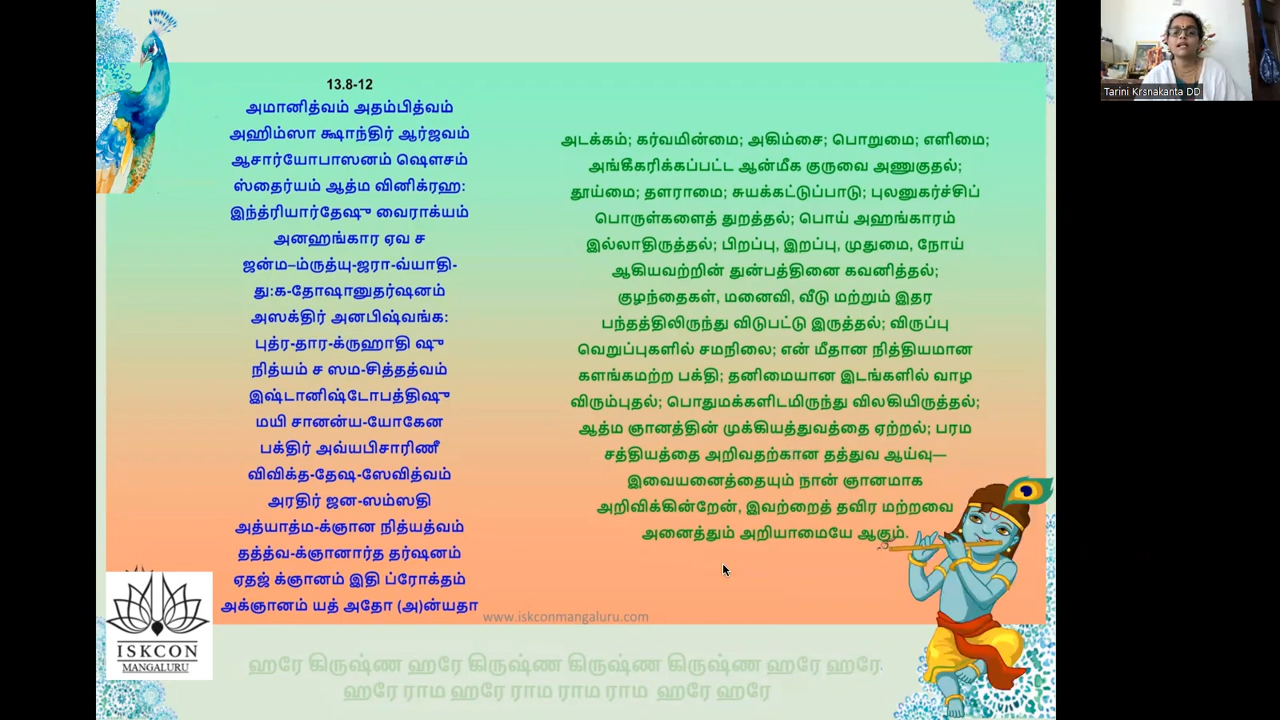 13.8-12
அமானித்வம் அதம்பித்வம்
அஹிம்ஸா க்ஷாந்திர் ஆர்ஜவம்
ஆசார்யோபாஸனம் ஷௌசம்
ஸ்தைர்யம் ஆத்ம வினிக்ரஹ:
இந்த்ரியார்தேஷு வைராக்யம்
அனஹங்கார ஏவ ச
ஜன்ம–ம்ருத்யு-ஜரா-வ்யாதி-
து:க-தோஷானுதர்ஷனம்
அஸக்திர் அனபிஷ்வங்க:
புத்ர-தார-க்ருஹாதி ஷு
நித்யம் ச ஸம-சித்தத்வம்
இஷ்டானிஷ்டோபத்திஷு
மயி சானன்ய-யோகேன
பக்திர் அவ்யபிசாரிணீ
விவிக்த-தேஷ-ஸேவித்வம்
அரதிர் ஜன-ஸம்ஸதி
அத்யாத்ம-க்ஞான நித்யத்வம்
தத்த்வ-க்ஞானார்த தர்ஷனம்
ஏதஜ் க்ஞானம் இதி ப்ரோக்தம்
அக்ஞானம் யத் அதோ (அ)ன்யதா
அடக்கம்; கர்வமின்மை; அகிம்சை; பொறுமை; எளிமை;
அங்கீகரிக்கப்பட்ட ஆன்மீக குருவை அணுகுதல்;
தூய்மை; தளராமை; சுயக்கட்டுப்பாடு; புலனுகர்ச்சிப்
பொருள்களைத் துறத்தல்; பொய் அஹங்காரம்
இல்லாதிருத்தல்; பிறப்பு, இறப்பு, முதுமை, நோய்
ஆகியவற்றின் துன்பத்தினை கவனித்தல்;
குழந்தைகள், மனைவி, வீடு மற்றும் இதர
பந்தத்திலிருந்து விடுபட்டு இருத்தல்; விருப்பு
வெறுப்புகளில் சமநிலை; என் மீதான நித்தியமான
களங்கமற்ற பக்தி; தனிமையான இடங்களில் வாழ
விரும்புதல்; பொதுமக்களிடமிருந்து விலகியிருத்தல்;
ஆத்ம ஞானத்தின் முக்கியத்துவத்தை ஏற்றல்; பரம
சத்தியத்தை அறிவதற்கான தத்துவ ஆய்வு—
இவையனைத்தையும் நான் ஞானமாக
அறிவிக்கின்றேன், இவற்றைத் தவிர மற்றவை
அனைத்தும் அறியாமையே ஆகும்.
www.iskconmangaluru.com
ISKCON
MANGALURU
ஹரே கிருஷ்ண ஹரே கிருஷ்ண கிருஷ்ண கிருஷ்ண ஹரே ஹரே
ஹரே ராம ஹரே ராம ராம ராம ஹரே ஹரே
Tarini Krsnakanta DD